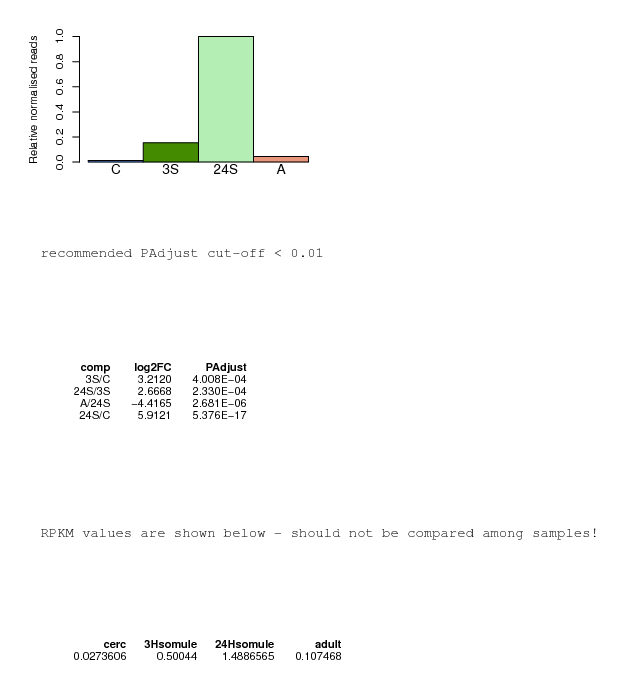 Relative normalised reads
1.0
0.8
0.6
0.4
0.2
0.0
C 3S 24S A
recommended PAdjust cut-off < 0.01
comp log2FC PAdjust
3S/C 3.2120 4.008E−04
24S/3S 2.6668 2.330E−04
A/24S −4.4165 2.681E−06
24S/C 5.9121 5.376E−17
RPKM values are shown below - should not be compared among samples!
cerc 3Hsomule 24Hsomule adult
0.0273606 0.50044 1.4886565 0.107468